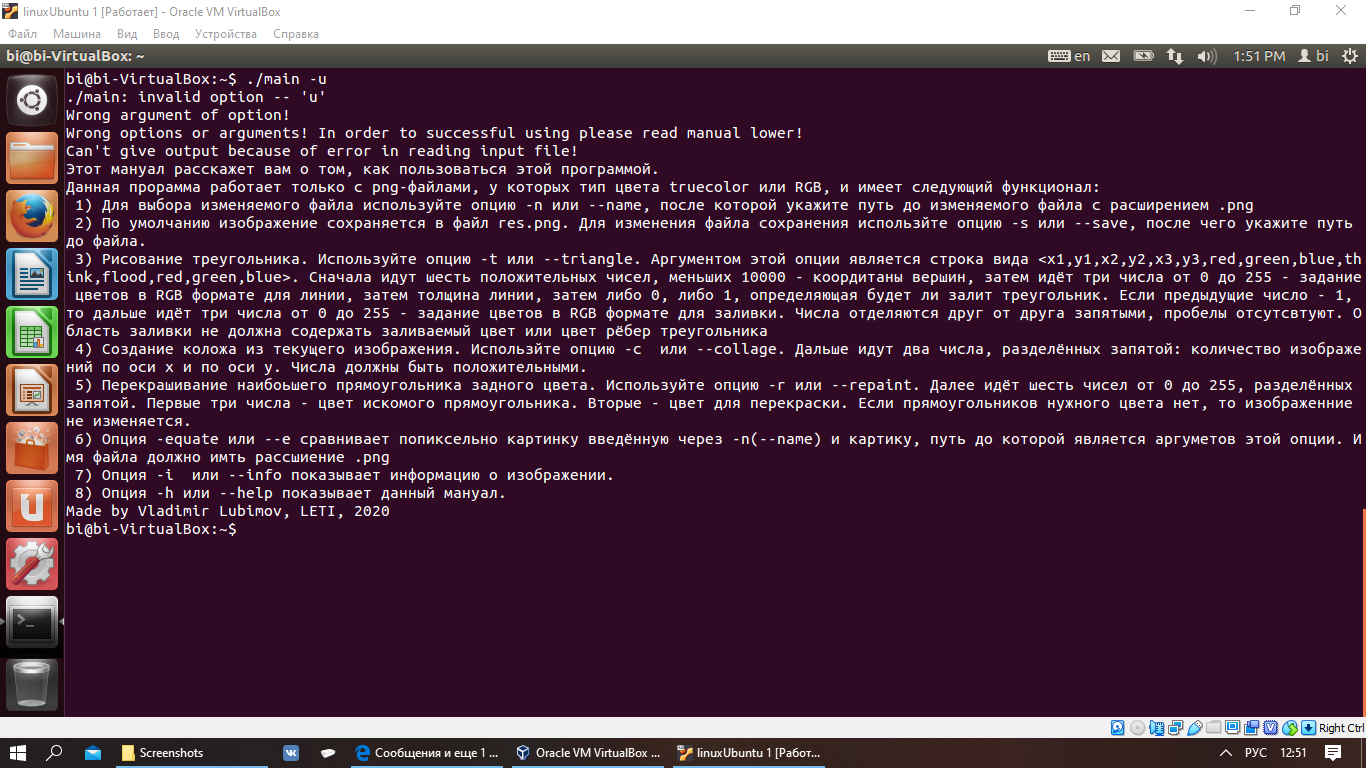 linuxUbuntu 1 [Работает] - Oracle VM VirtualBox
Файл Машина Вид Ввод Устройства Справка
bi@bi-VirtualBox: ~ en 1:51 PM bi
bi@bi-VirtualBox:~$ ./main -u
./main: invalid option -- 'u'
Wrong argument of option!
Wrong options or arguments! In order to successful using please read manual lower!
Can't give output because of error in reading input file!
Этот мануал расскажет вам о том, как пользоваться этой программой.
Данная прорамма работает только с png-файлами, у которых тип цвета truecolor или RGB, и имеет следующий функционал:
1) Для выбора изменяемого файла используйте опцию -n или --name, после которой укажите путь до изменяемого файла с расширением .png
2) По умолчанию изображение сохраняется в файл res.png. Для изменения файла сохранения испольэйте опцию -s или --save, после чего укажите путь
до файла.
3) Рисование треугольника. Используйте опцию -t или --triangle. Аргументом этой опции является строка вида <x1,y1,x2,y2,x3,y3,red,green,blue,th
ink,flood,red,green,blue>. Сначала идут шесть положительных чисел, меньших 10000 - коордитаны вершин, затем идёт три числа от 0 до 255 - задание
цветов в RGB формате для линии, затем толщина линии, затем либо 0, либо 1, определяющая будет ли залит треугольник. Если предыдущие число - 1,
то дальше идёт три числа от 0 до 255 - задание цветов в RGB формате для заливки. Числа отделяются друг от друга запятыми, пробелы отсутсвтуют. О
бласть заливки не должна содержать заливаемый цвет или цвет рёбер треугольника
4) Создание коложа из текущего изображения. Испольэйте опцию -c или --collage. Дальше идут два числа, разделённых запятой: количество изображе
ний по оси x и по оси y. Числа должны быть положительными.
5) Перекрашивание наибоьшего прямоугольника задного цвета. Используйте опцию -r или --repaint. Далее идёт шесть чисел от 0 до 255, разделённых
запятой. Первые три числа - цвет искомого прямоугольника. Вторые - цвет для перекраски. Если прямоугольников нужного цвета нет, то изображенние
не изменяется.
6) Опция -equate или --e сравнивает попиксельно картинку введённую через -n(--name) и картику, путь до которой является аргуметов этой опции. И
мя файла должно имть рассшиение .png
7) Опция -i или --info показывает информацию о изображении.
8) Опция -h или --help показывает данный мануал.
Made by Vladimir Lubimov, LETI, 2020
bi@bi-VirtualBox:~$
Right Ctrl
Screenshots Сообщения и еще 1 ... Oracle VM VirtualBox ... linuxUbuntu 1 [Работ... РУС 12:51